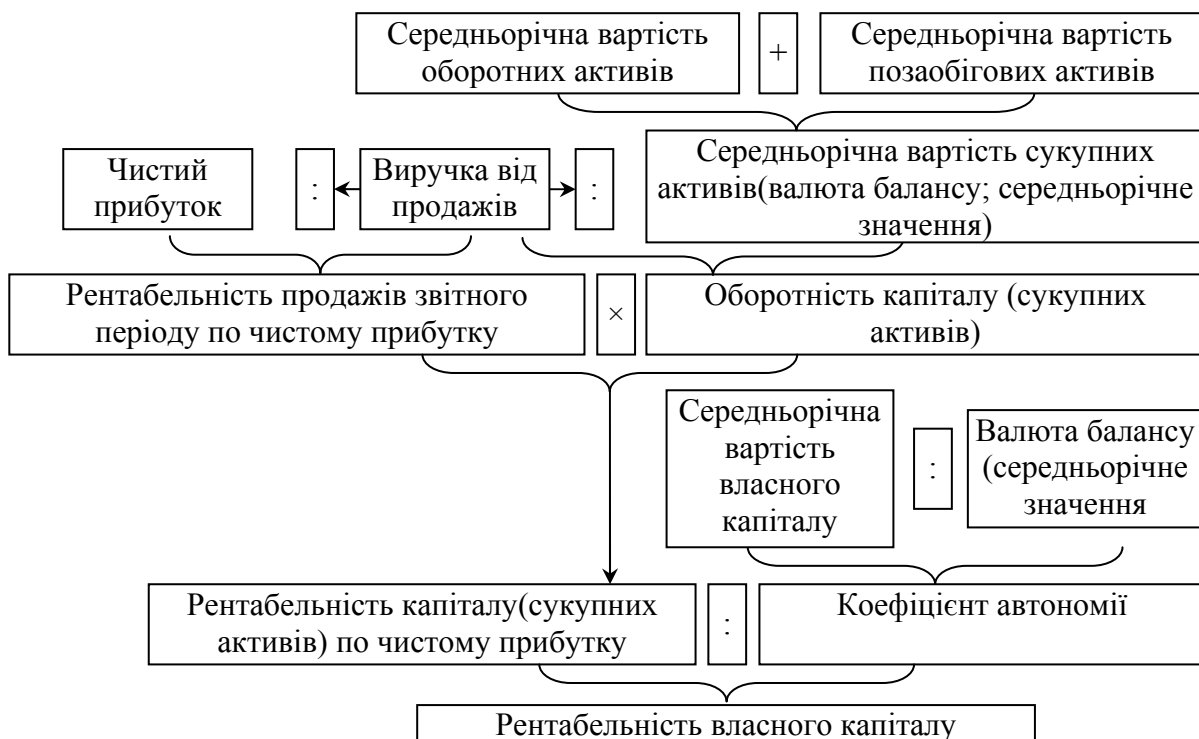 Середньорічна вартість
оборотних активів
+
Середньорічна вартість
позаобігових активів
Чистий
прибуток
:
Виручка від
продажів
:
Середньорічна вартість сукупних
активів(валюта балансу; середньорічне
значення)
Рентабельність продажів звітного
періоду по чистому прибутку
×
Оборотність капіталу (сукупних
активів)
Середньорічна
вартість
власного
капіталу
:
Валюта балансу
(середньорічне
значення
Рентабельність капіталу(сукупних
активів) по чистому прибутку
:
Коефіцієнт автономії
Рентабельність власного капіталу